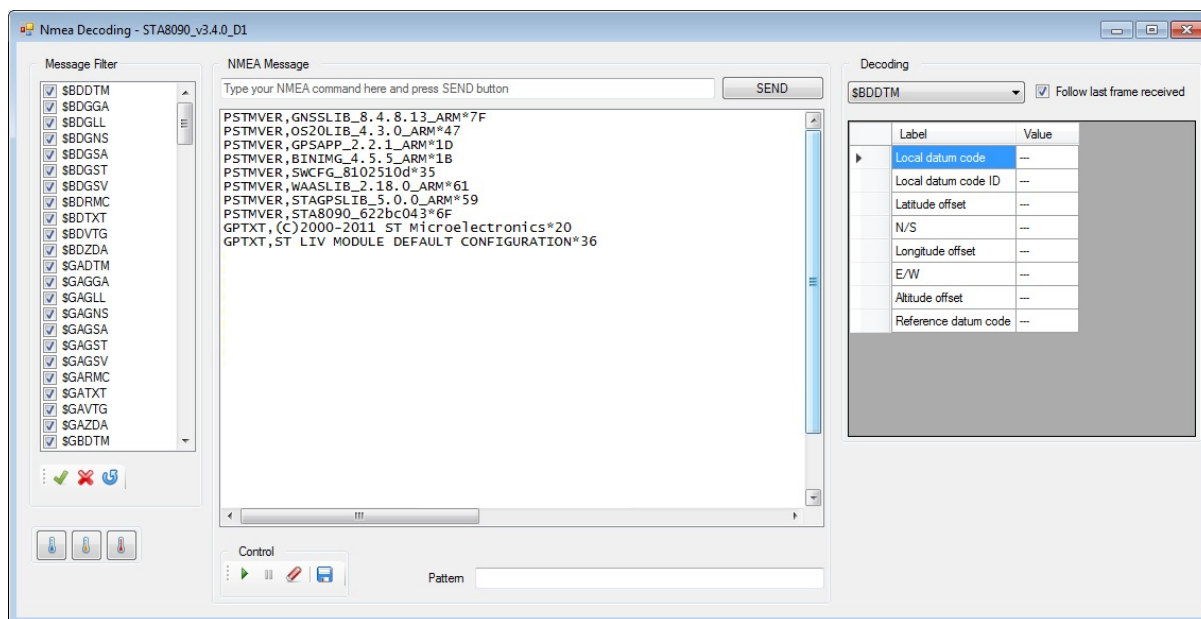 Nmea Decoding - STA8090_v3.4.0_D1
Message Filter
$BDDTM
$BDGGA
$BDGLL
$BDGNS
$BDGSA
$BDGST
$BDGSV
$BDRMC
$BDTXT
$BDVTG
$BDZDA
$GADTM
$GAGGA
$GAGLL
$GAGNS
$GAGSA
$GAGST
$GAGSV
$GARMC
$GATXT
$GAVTG
$GAZDA
$GBDTM
NMEA Message
Type your NMEA command here and press SEND button
SEND
PSTMVER,GNSSLIB_8.4.8.13_ARM*7F
PSTMVER,OS20LIB_4.3.0_ARM*47
PSTMVER,GPSAPP_2.2.1_ARM*1D
PSTMVER,BINIMG_4.5.5_ARM*1B
PSTMVER,SWCFG_8102510d*35
PSTMVER,WAASLIB_2.18.0_ARM*61
PSTMVER,STAGPSLIB_5.0.0_ARM*59
PSTMVER,STA8090_622bc043*6F
GPTXT,(C)2000-2011 ST Microelectronics*20
GPTXT,ST LIV MODULE DEFAULT CONFIGURATION*36
Control
Pattern
Decoding
$BDDTM
Follow last frame received
Label Value
Local datum code ---
Local datum code ID ---
Latitude offset ---
N/S ---
Longitude offset ---
E/W ---
Altitude offset ---
Reference datum code ---